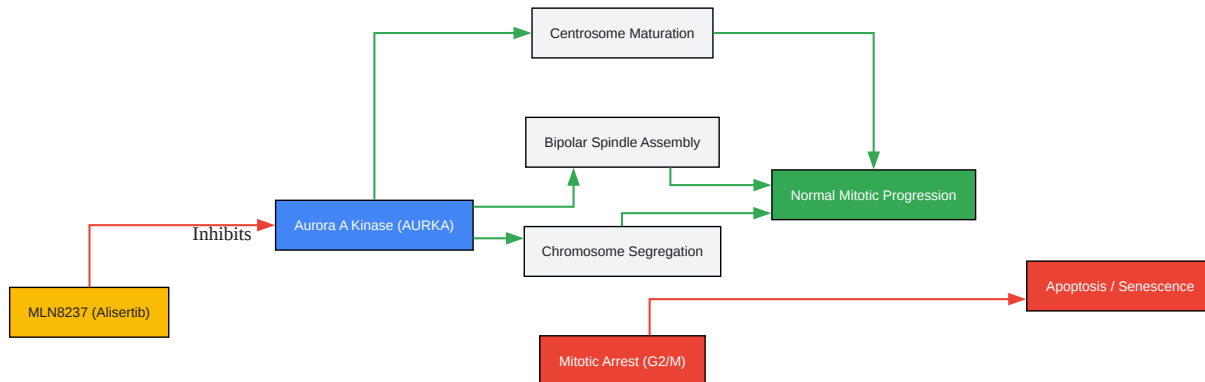 Centrosome Maturation
Bipolar Spindle Assembly
Normal Mitotic Progression
Aurora A Kinase (AURKA)
Inhibits
Chromosome Segregation
Apoptosis / Senescence
MLN8237 (Alisertib)
Mitotic Arrest (G2/M)